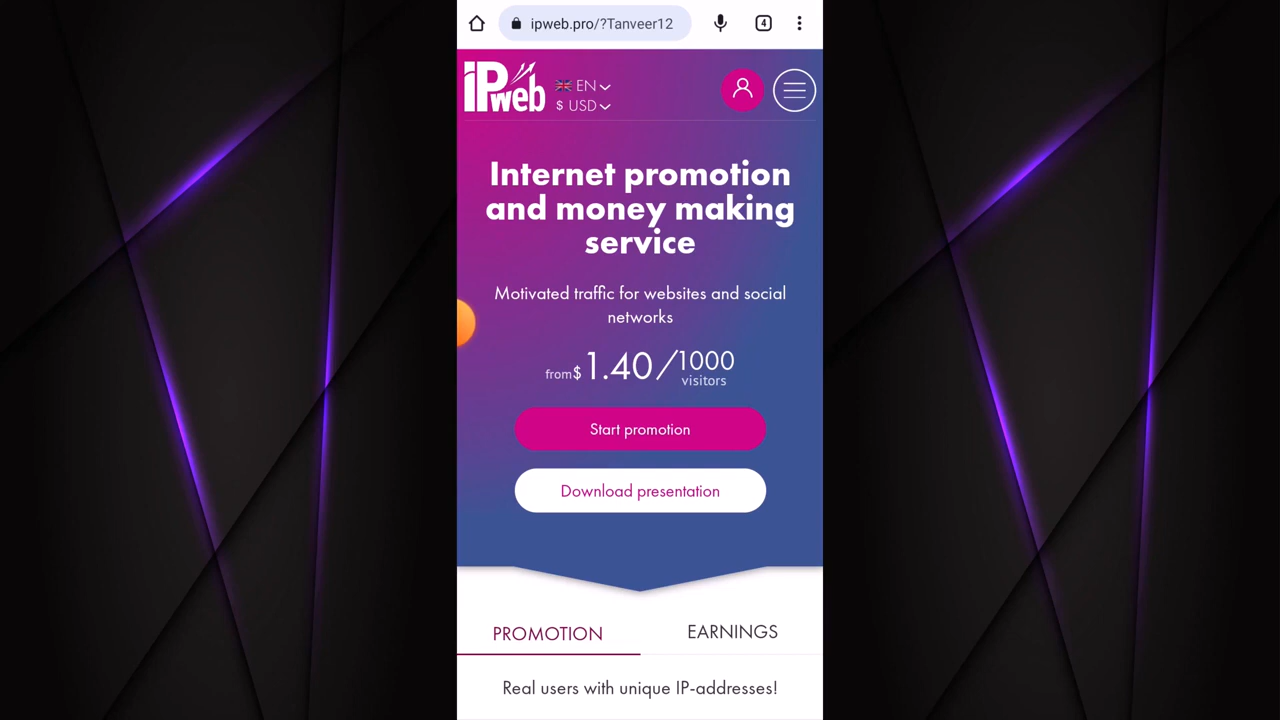 ipweb.pro/?Tanveer12
4
iPweb
EN
$ USD
Internet promotion
and money making
service
Motivated traffic for websites and social
networks
from$1.40/1000
visitors
Start promotion
Download presentation
PROMOTION
EARNINGS
Real users with unique IP-addresses!